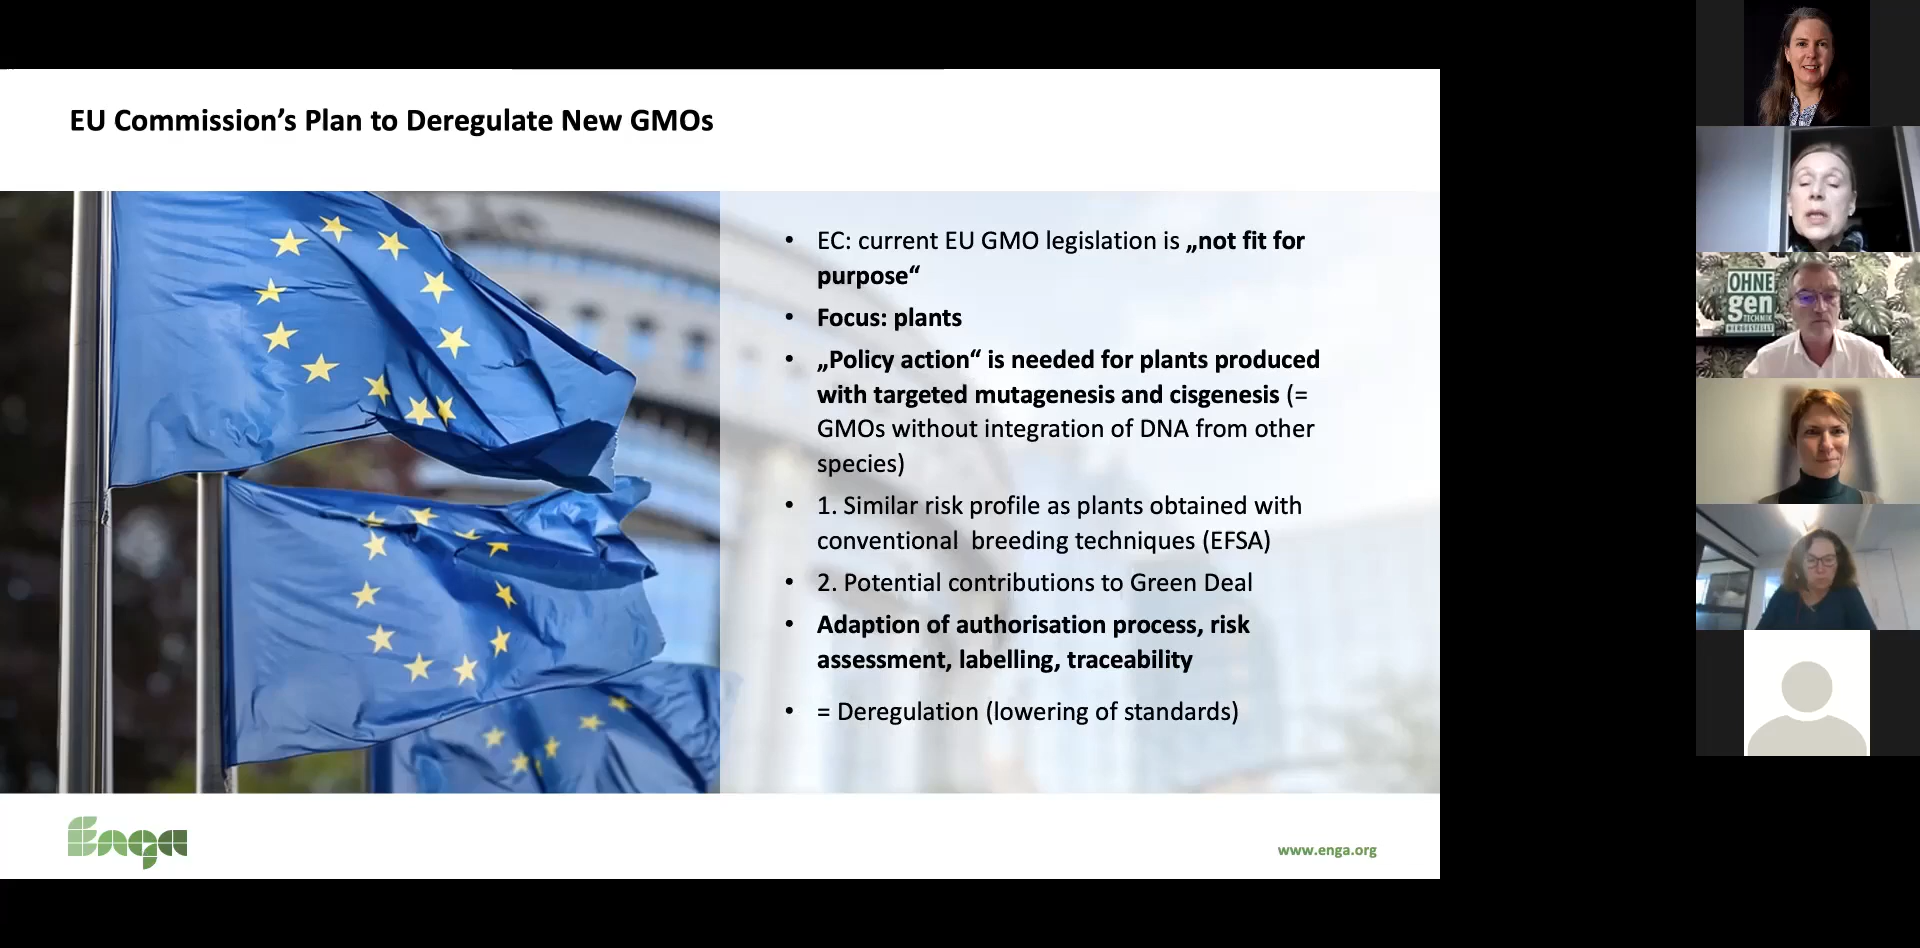 EU Commission’s Plan to Deregulate New GMOs
• EC: current EU GMO legislation is „not fit for
purpose“
• Focus: plants
• „Policy action“ is needed for plants produced
with targeted mutagenesis and cisgenesis (=
GMOs without integration of DNA from other
species)
• 1. Similar risk profile as plants obtained with
conventional  breeding techniques (EFSA)
• 2. Potential contributions to Green Deal
• Adaption of authorisation process, risk
assessment, labelling, traceability
• = Deregulation (lowering of standards)
Enga
www.enga.org
OHNE
gen
TECHNIK
HERGESTELLT